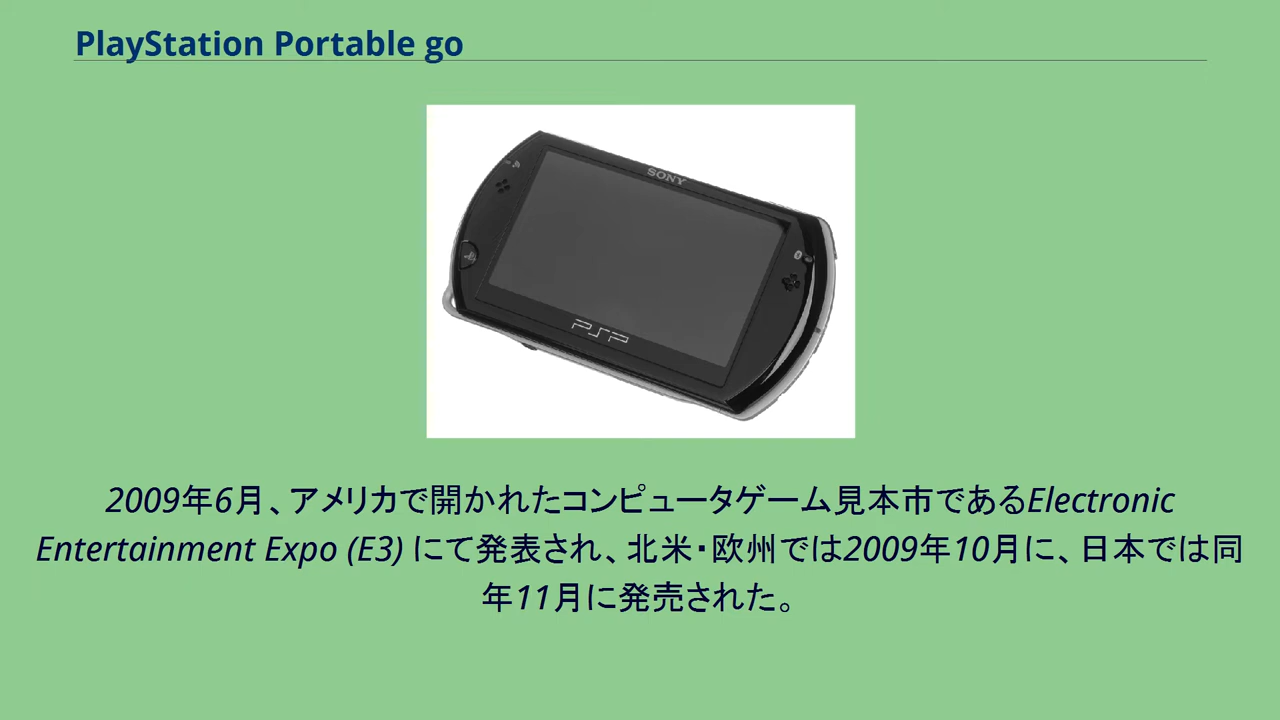 PlayStation Portable go
SONY
PSP
2009年6月、アメリカで開かれたコンピュータゲーム見本市であるElectronic
Entertainment Expo (E3) にて発表され、北米・欧州では2009年10月に、日本では同
年11月に発売された。